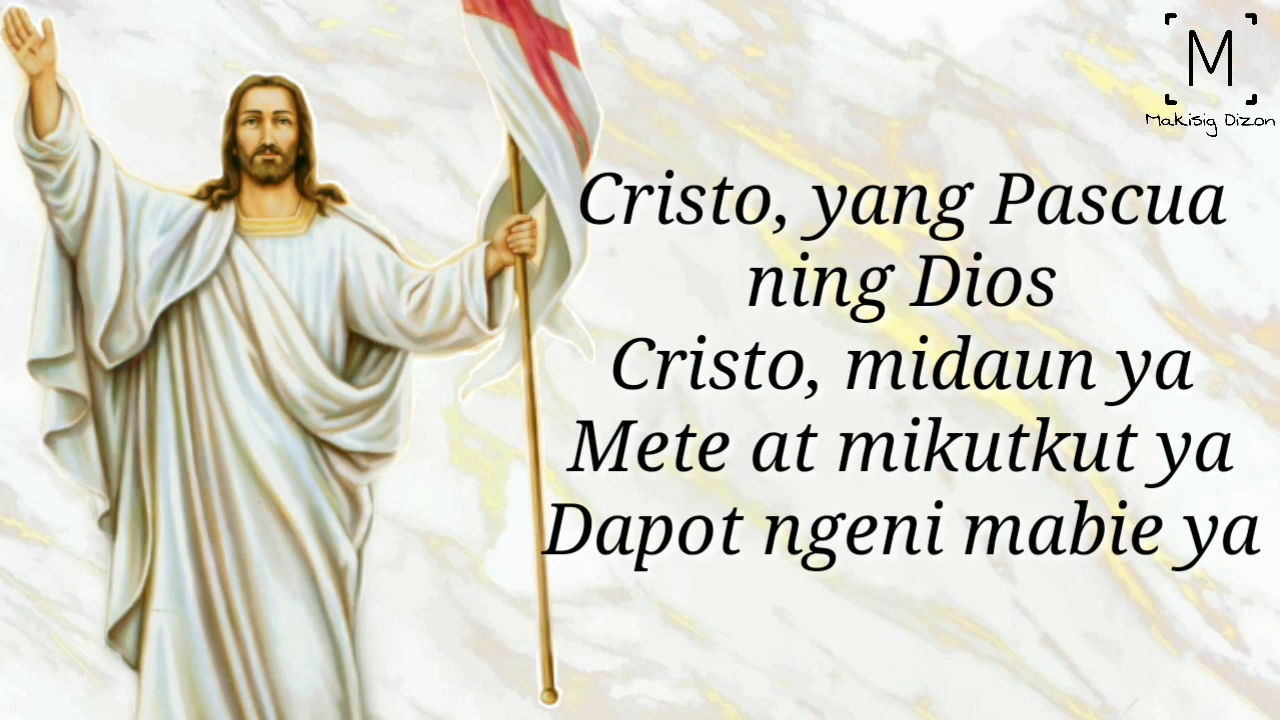 M
Makisig Dizon
Cristo, yang Pascua
ning Dios
Cristo, midaun ya
Mete at mikutkut ya
Dapot ngeni mabie ya